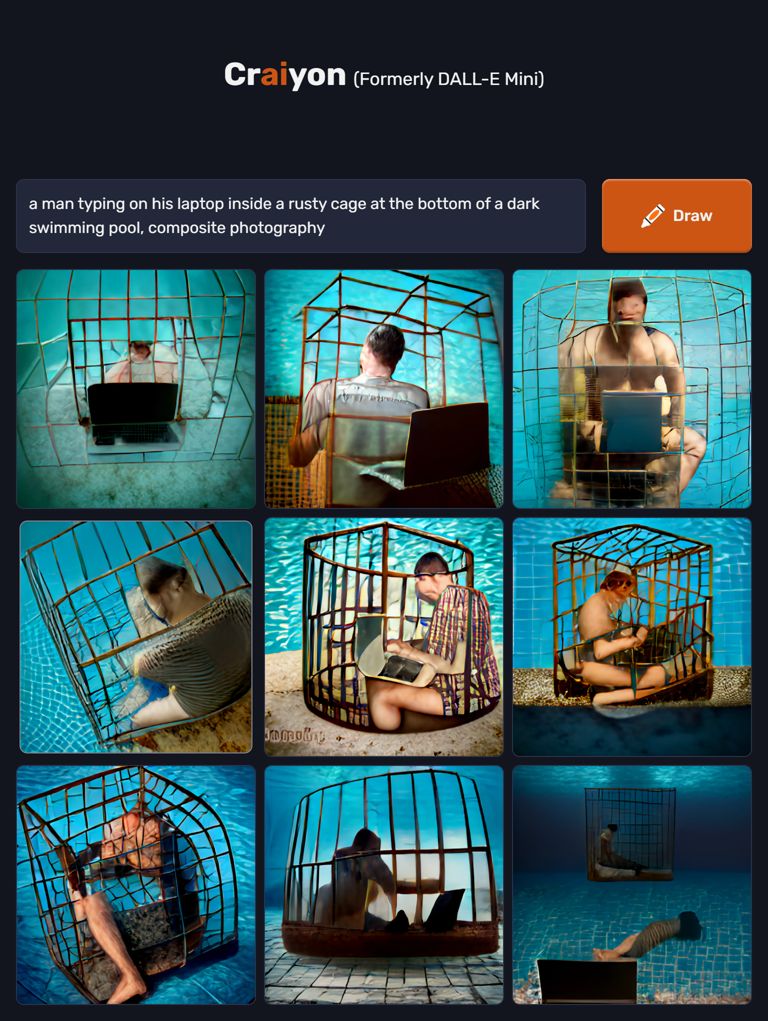 Craiyon (Formerly DALL-E Mini)
a man typing on his laptop inside a rusty cage at the bottom of a dark
swimming pool, composite photography
Draw